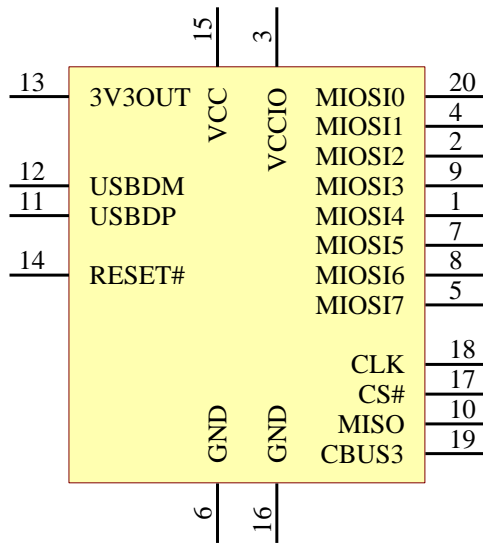 15 3
13 3V3OUT VCC VCCIO MIOSI0 20
MIOSI1 4
MIOSI2 2
12 USBDM MIOSI3 9
11 USBDP MIOSI4 1
MIOSI5 7
14 RESET# MIOSI6 8
MIOSI7 5
CLK 18
CS# 17
GND GND MISO 10
CBUS3 19
6 16